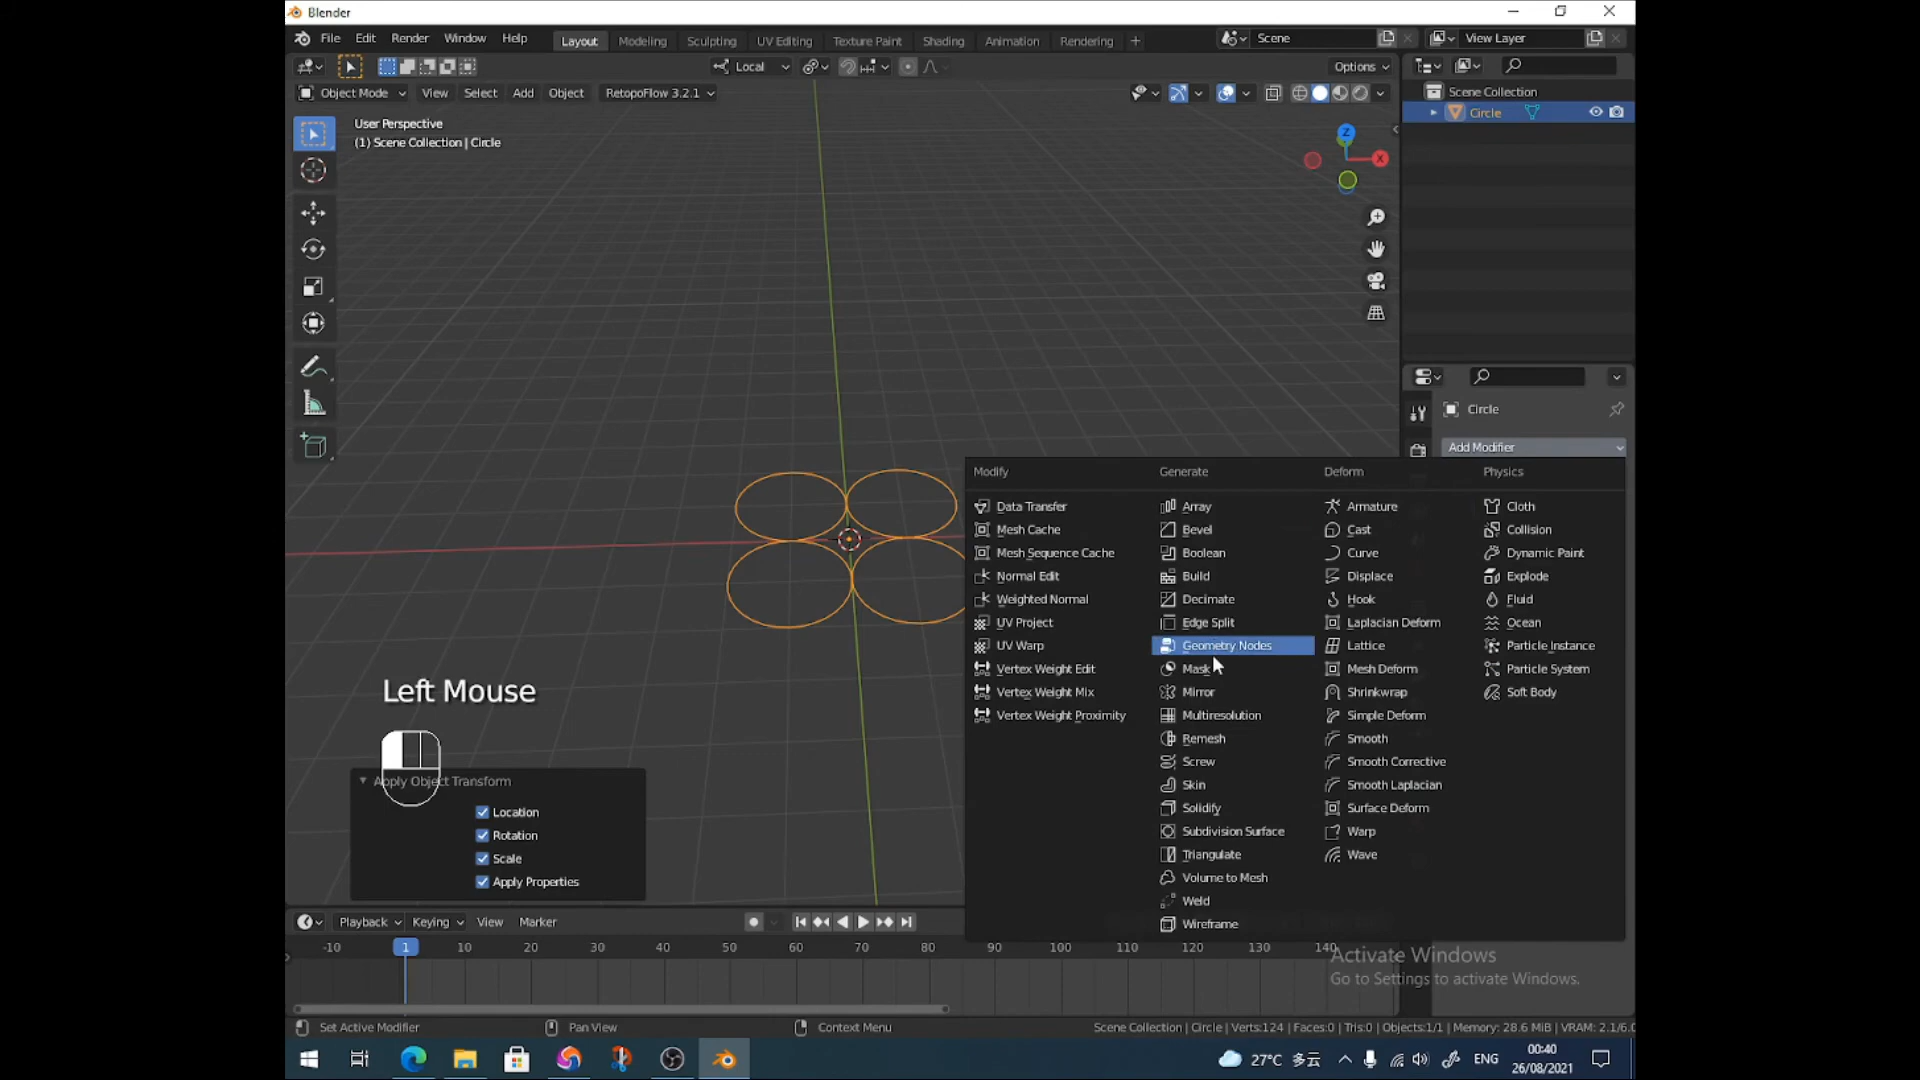 Blender
File Edit Render Window Help
Layout Modeling Sculpting UV Editing Texture Paint Shading Animation Rendering +
Scene
View Layer
Local
Options
Object Mode View Select Add Object RetopoFlow 3.2.1
Scene Collection
Circle
User Perspective
(1) Scene Collection | Circle
Z
X
Circle
Add Modifier
Modify Generate Deform Physics
Data Transfer Array Armature Cloth
Mesh Cache Bevel Cast Collision
Mesh Sequence Cache Boolean Curve Dynamic Paint
Normal Edit Build Displace Explode
Weighted Normal Decimate Hook Fluid
UV Project Edge Split Laplacian Deform Ocean
UV Warp Geometry Nodes Lattice Particle Instance
Vertex Weight Edit Mask Mesh Deform Particle System
Vertex Weight Mix Mirror Shrinkwrap Soft Body
Vertex Weight Proximity Multiresolution Simple Deform
Remesh Smooth
Screw Smooth Corrective
Skin Smooth Laplacian
Solidify Surface Deform
Subdivision Surface Warp
Triangulate Wave
Volume to Mesh
Weld
Wireframe
Left Mouse
Apply Object Transform
Location
Rotation
Scale
Apply Properties
Playback Keying View Marker
-10 1 10 20 30 40 50 60 70 80 90 100 110 120 130 140
Activate Windows
Go to Settings to activate Windows.
Set Active Modifier Pan View Context Menu
Scene Collection | Circle | Verts:124 | Faces:0 | Tris:0 | Objects:1/1 | Memory: 28.6 MiB | VRAM: 2.1/6.0
27°C 多云 ENG
00:40
26/08/2021